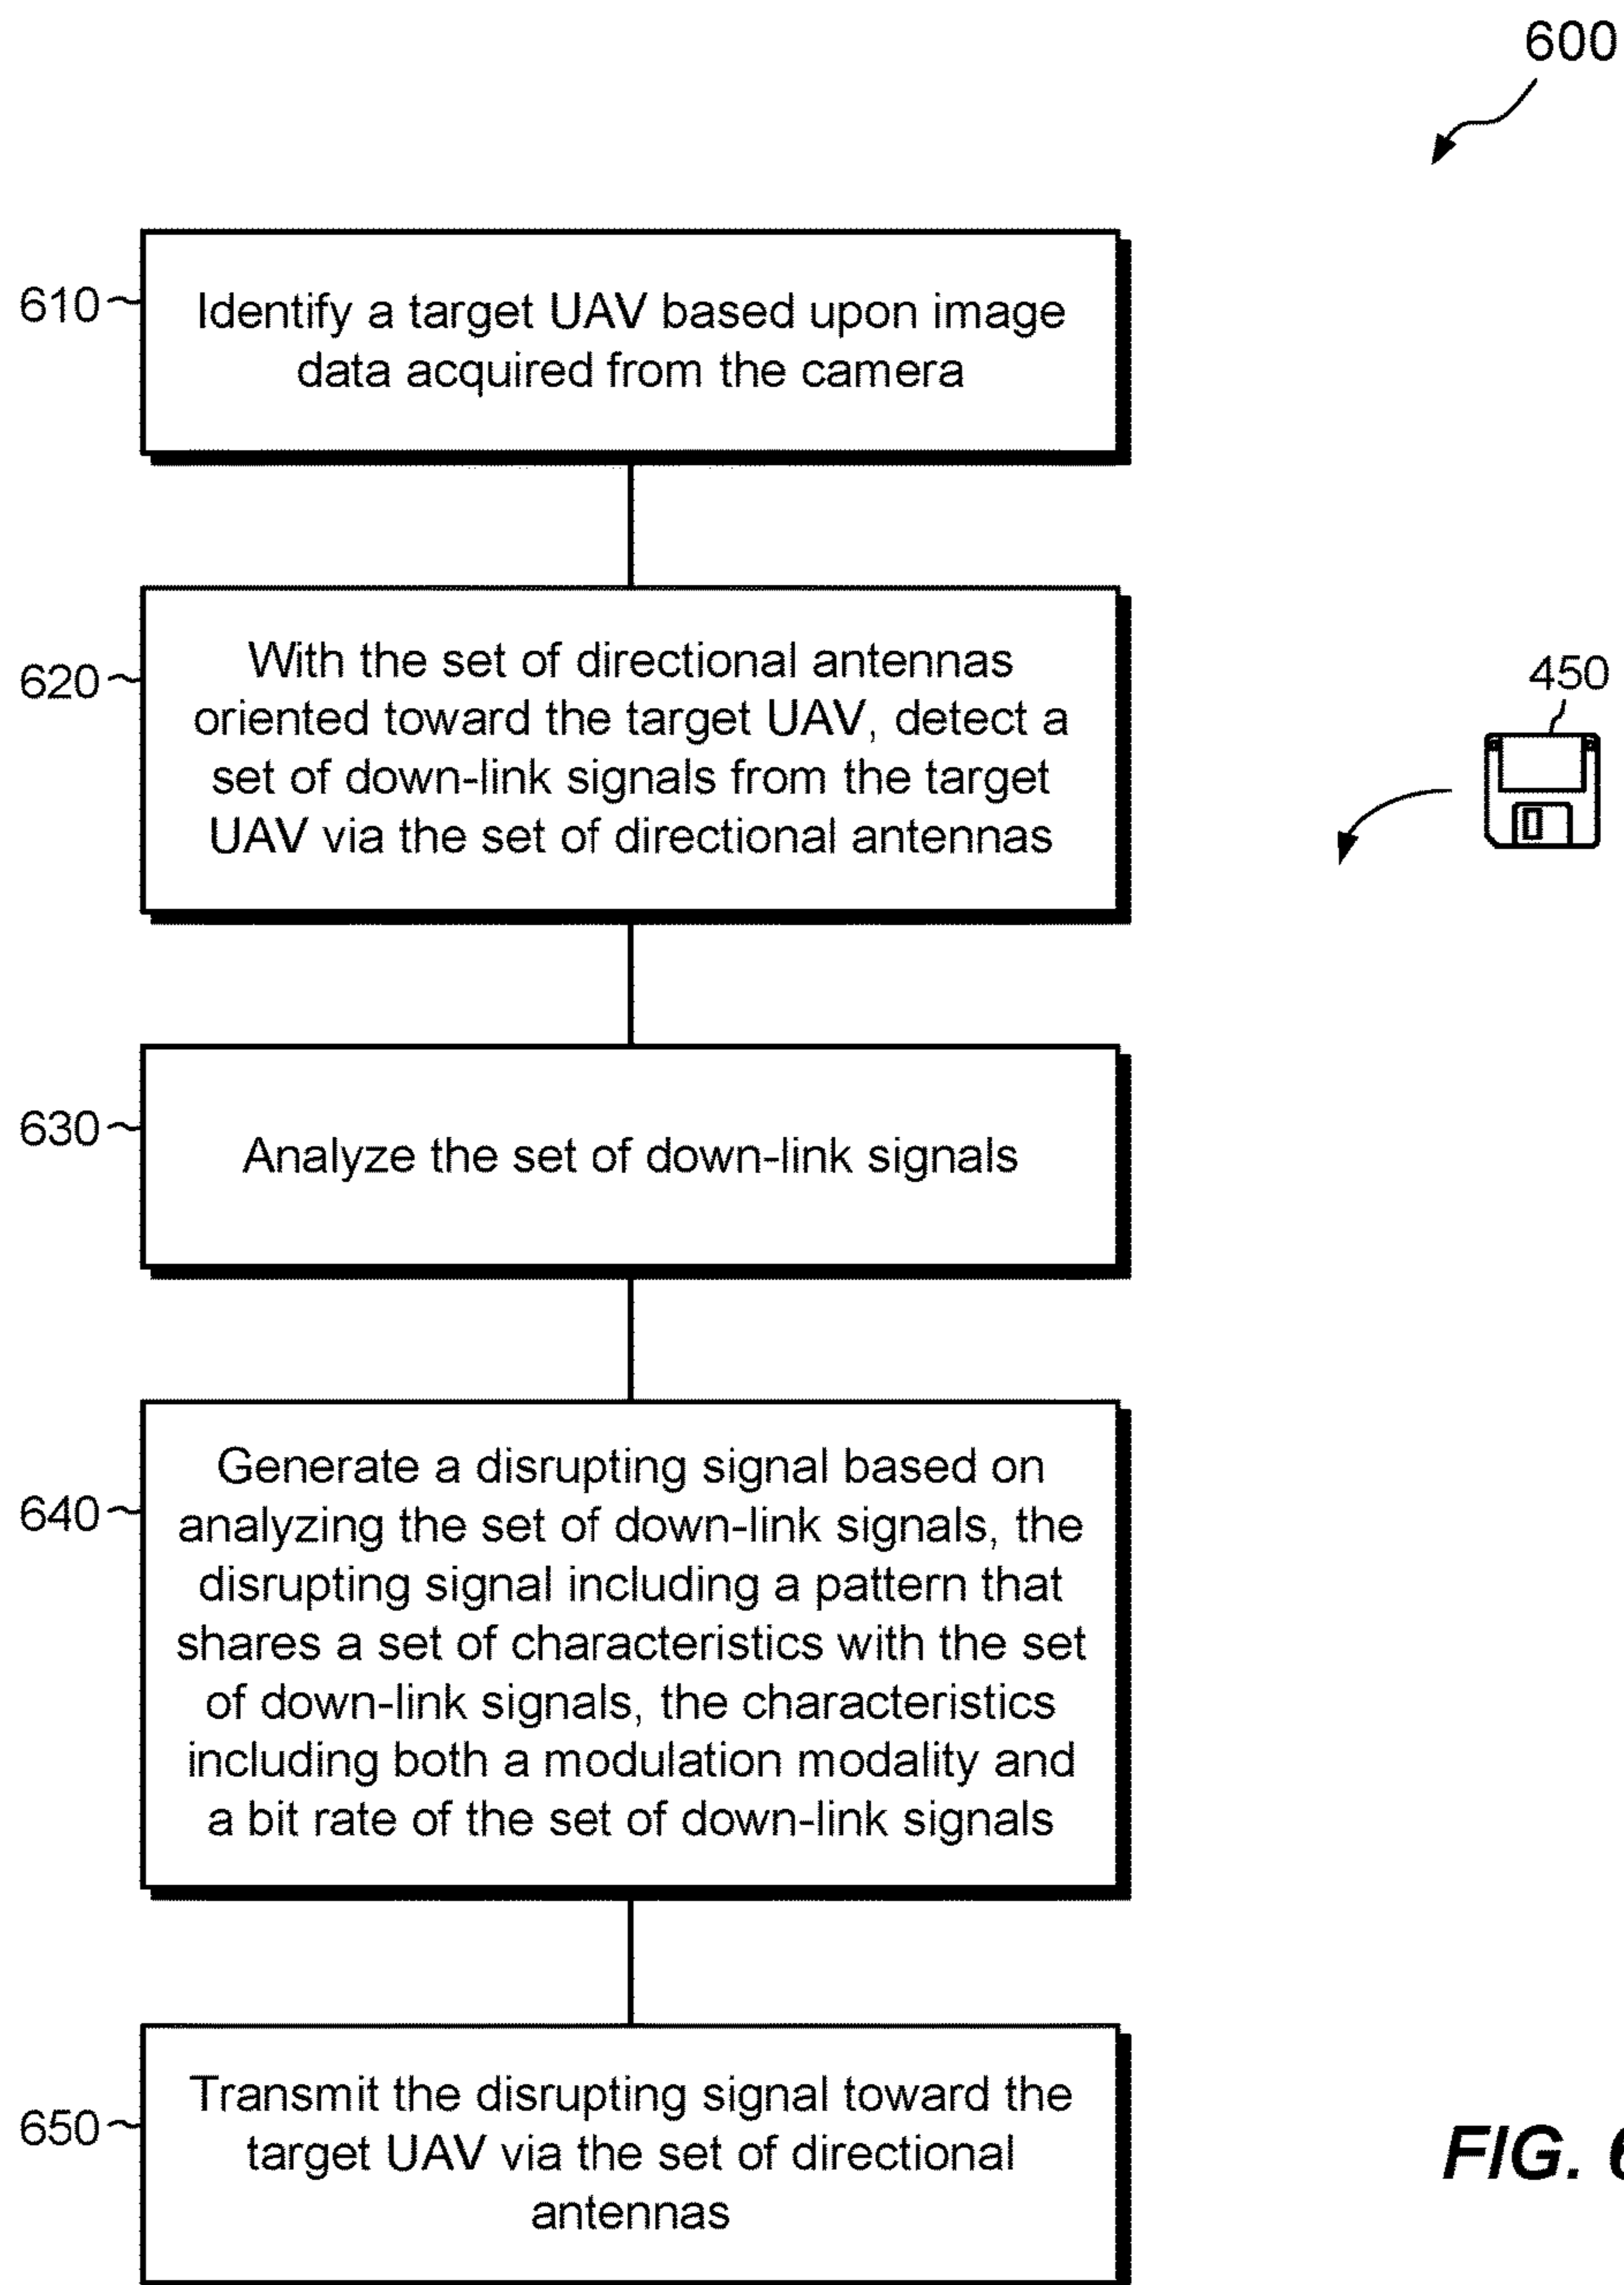 600
610
Identify a target UAV based upon image
data acquired from the camera
620
With the set of directional antennas
oriented toward the target UAV, detect a
set of down-link signals from the target
UAV via the set of directional antennas
450
630
Analyze the set of down-link signals
640
Generate a disrupting signal based on
analyzing the set of down-link signals, the
disrupting signal including a pattern that
shares a set of characteristics with the set
of down-link signals, the characteristics
including both a modulation modality and
a bit rate of the set of down-link signals
650
Transmit the disrupting signal toward the
target UAV via the set of directional
antennas
FIG. 6